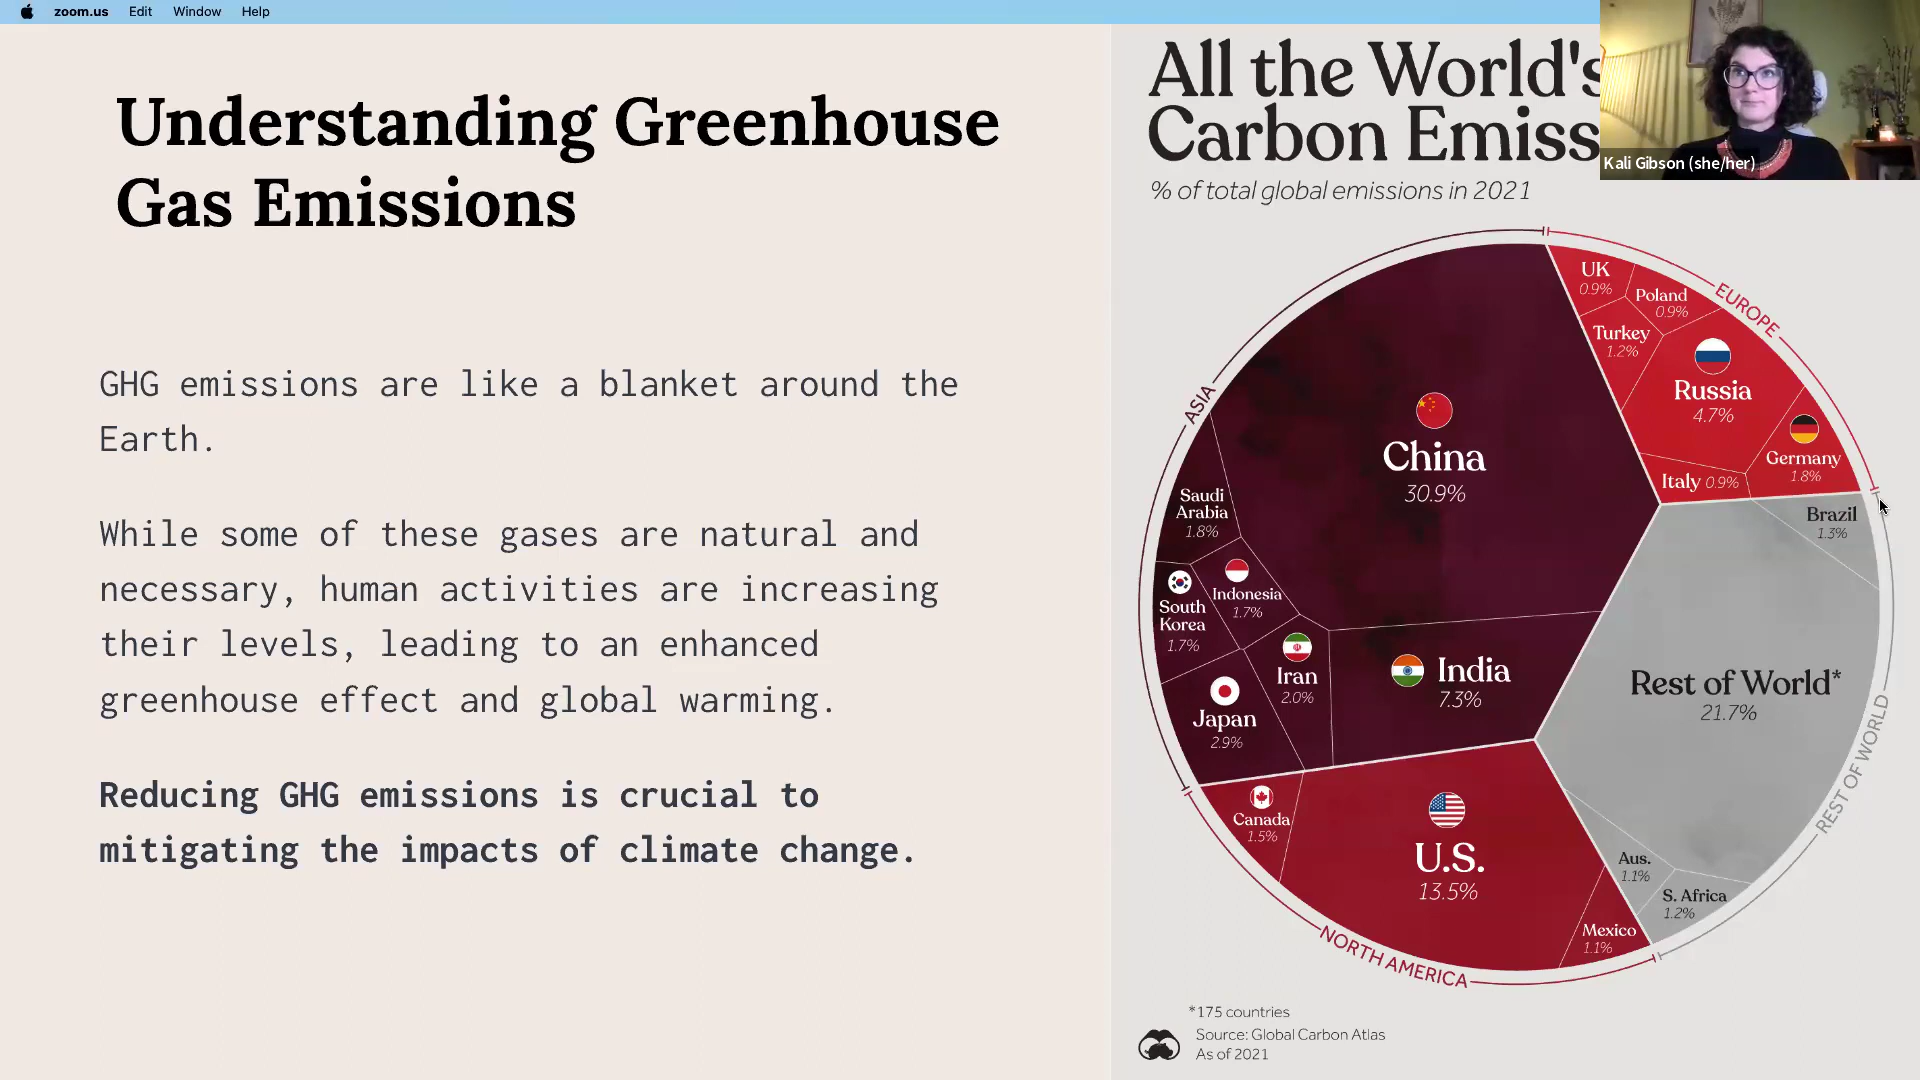 zoom.us Edit Window Help
Understanding Greenhouse
Gas Emissions
GHG emissions are like a blanket around the
Earth.
While some of these gases are natural and
necessary, human activities are increasing
their levels, leading to an enhanced
greenhouse effect and global warming.
Reducing GHG emissions is crucial to
mitigating the impacts of climate change.
All the World's
Carbon Emiss
% of total global emissions in 2021
Kali Gibson (she/her)
ASIA
China
30.9%
Saudi
Arabia
1.8%
South
Korea
1.7%
Indonesia
1.7%
Iran
2.0%
Japan
2.9%
India
7.3%
EUROPE
UK
0.9%
Poland
0.9%
Turkey
1.2%
Russia
4.7%
Germany
1.8%
Italy 0.9%
REST OF WORLD
Brazil
1.3%
Rest of World*
21.7%
Aus.
1.1%
S. Africa
1.2%
NORTH AMERICA
Canada
1.5%
U.S.
13.5%
Mexico
1.1%
*175 countries
Source: Global Carbon Atlas
As of 2021